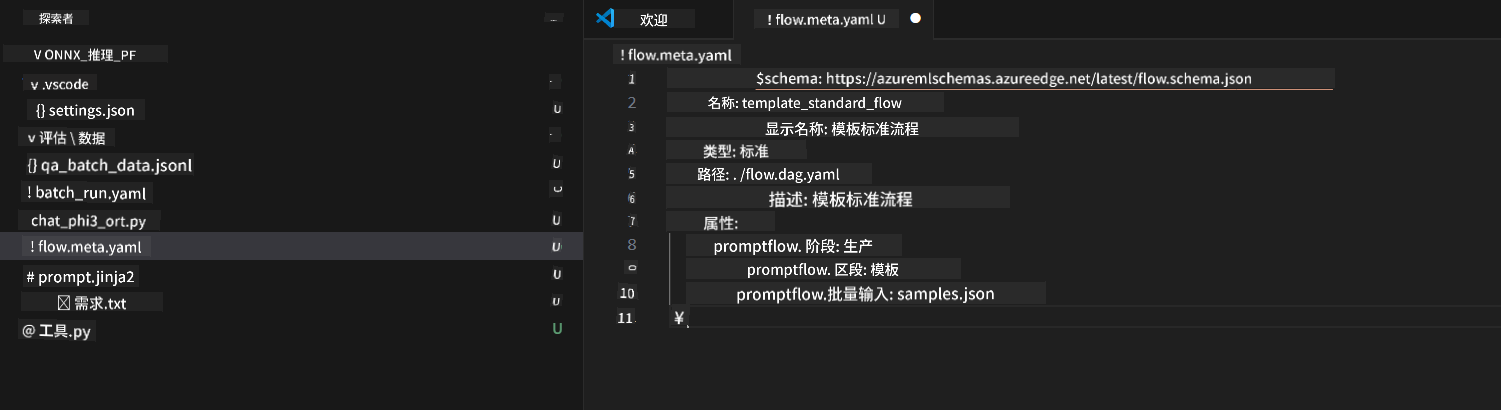 探索者
...
V ONNX_推理_PF
v .vscode
{} settings.json U
v 评估 \ 数据
{} qa_batch_data.jsonl U
! batch_run.yaml
chat_phi3_ort.py U
! flow.meta.yaml U
# prompt.jinja2 U
需求.txt U
@ 工具.py U
欢迎
! flow.meta.yaml U
! flow.meta.yaml
1 $schema: https://azuremlschemas.azureedge.net/latest/flow.schema.json
2 名称: template_standard_flow
3 显示名称: 模板标准流程
类型: 标准
5 路径: . /flow.dag.yaml
6 描述: 模板标准流程
7 属性:
8 promptflow. 阶段: 生产
promptflow. 区段: 模板
10 promptflow.批量输入: samples.json
11. ¥